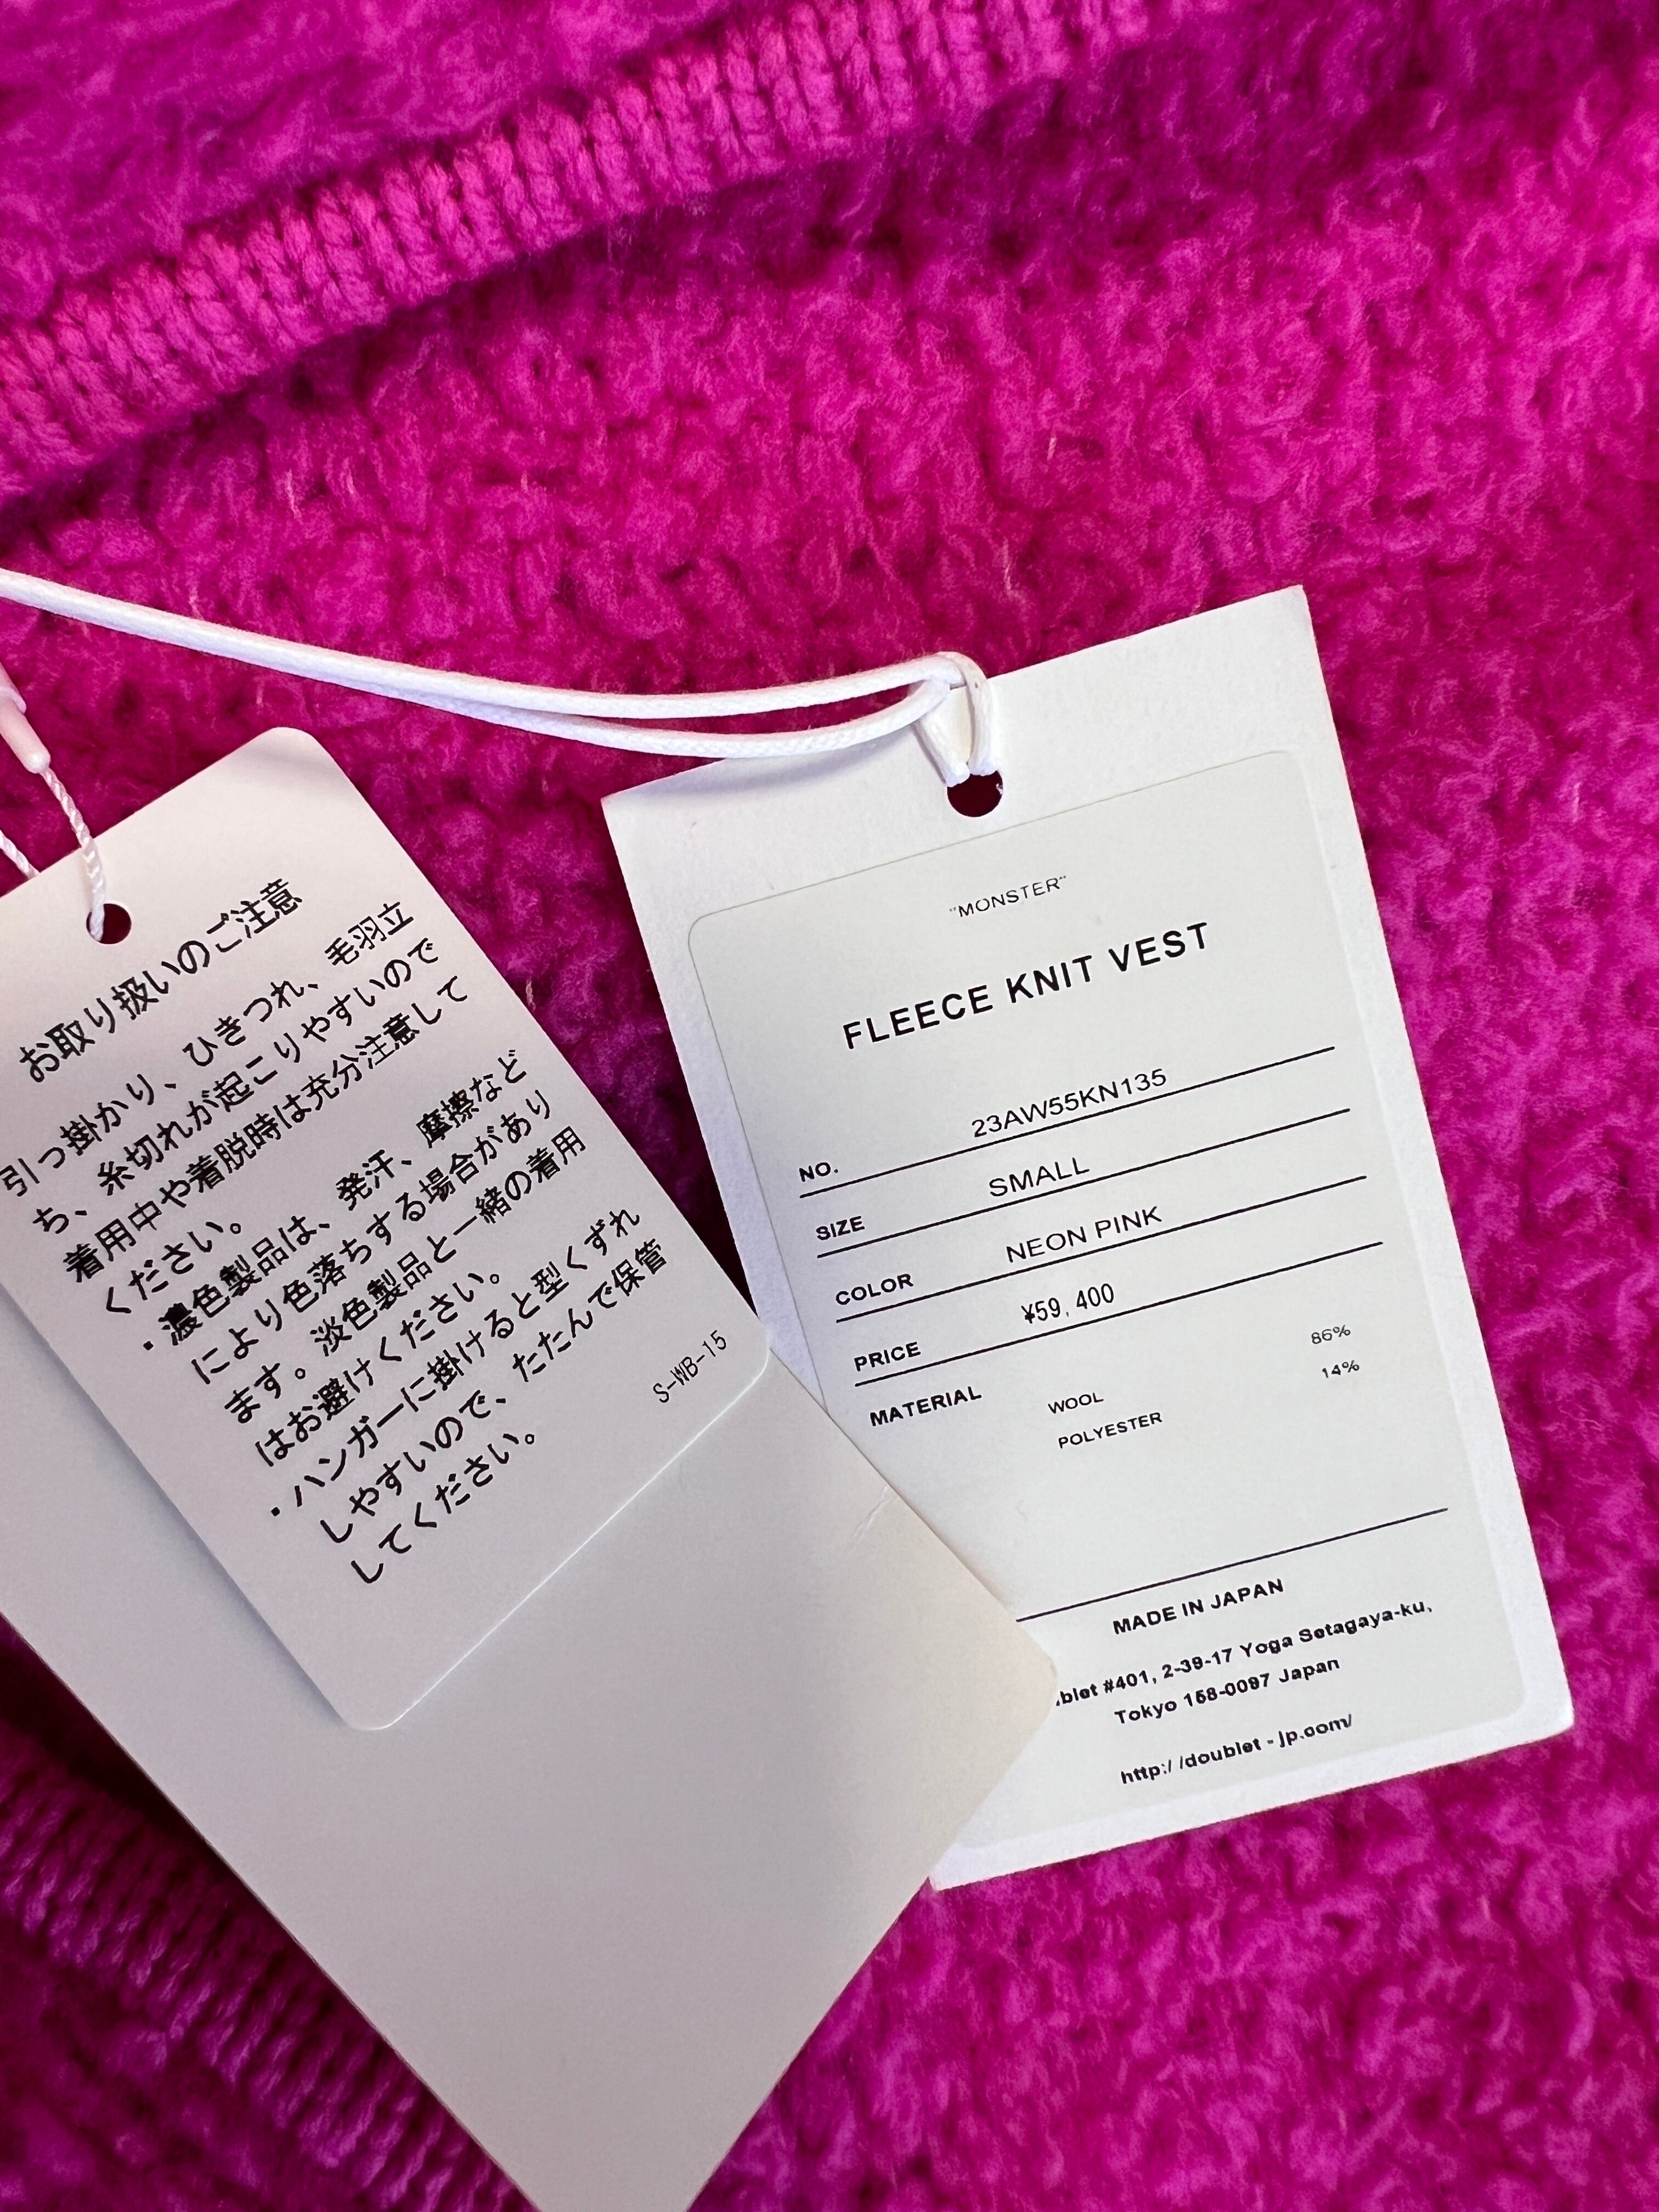 お取り扱いのご注意
引っ掛かり、ひきつれ、毛羽立
ち、糸切れが起こりやすいので
着用中や着脱時は充分注意して
ください。
・濃色製品は、発汗、摩擦など
により色落ちする場合があり
ます。淡色製品と一緒の着用
はお避けください。
・ハンガーに掛けると型くずれ
しやすいので、たたんで保管
してください。
S-WB-15
"MONSTER"
FLEECE KNIT VEST
NO. 23AW55KN135
SIZE SMALL
COLOR NEON PINK
PRICE ¥59,400
MATERIAL WOOL 86%
POLYESTER 14%
MADE IN JAPAN
blet #401, 2-39-17 Yoga Setagaya-ku,
Tokyo 158-0097 Japan
http:/ /doublet - jp.com/